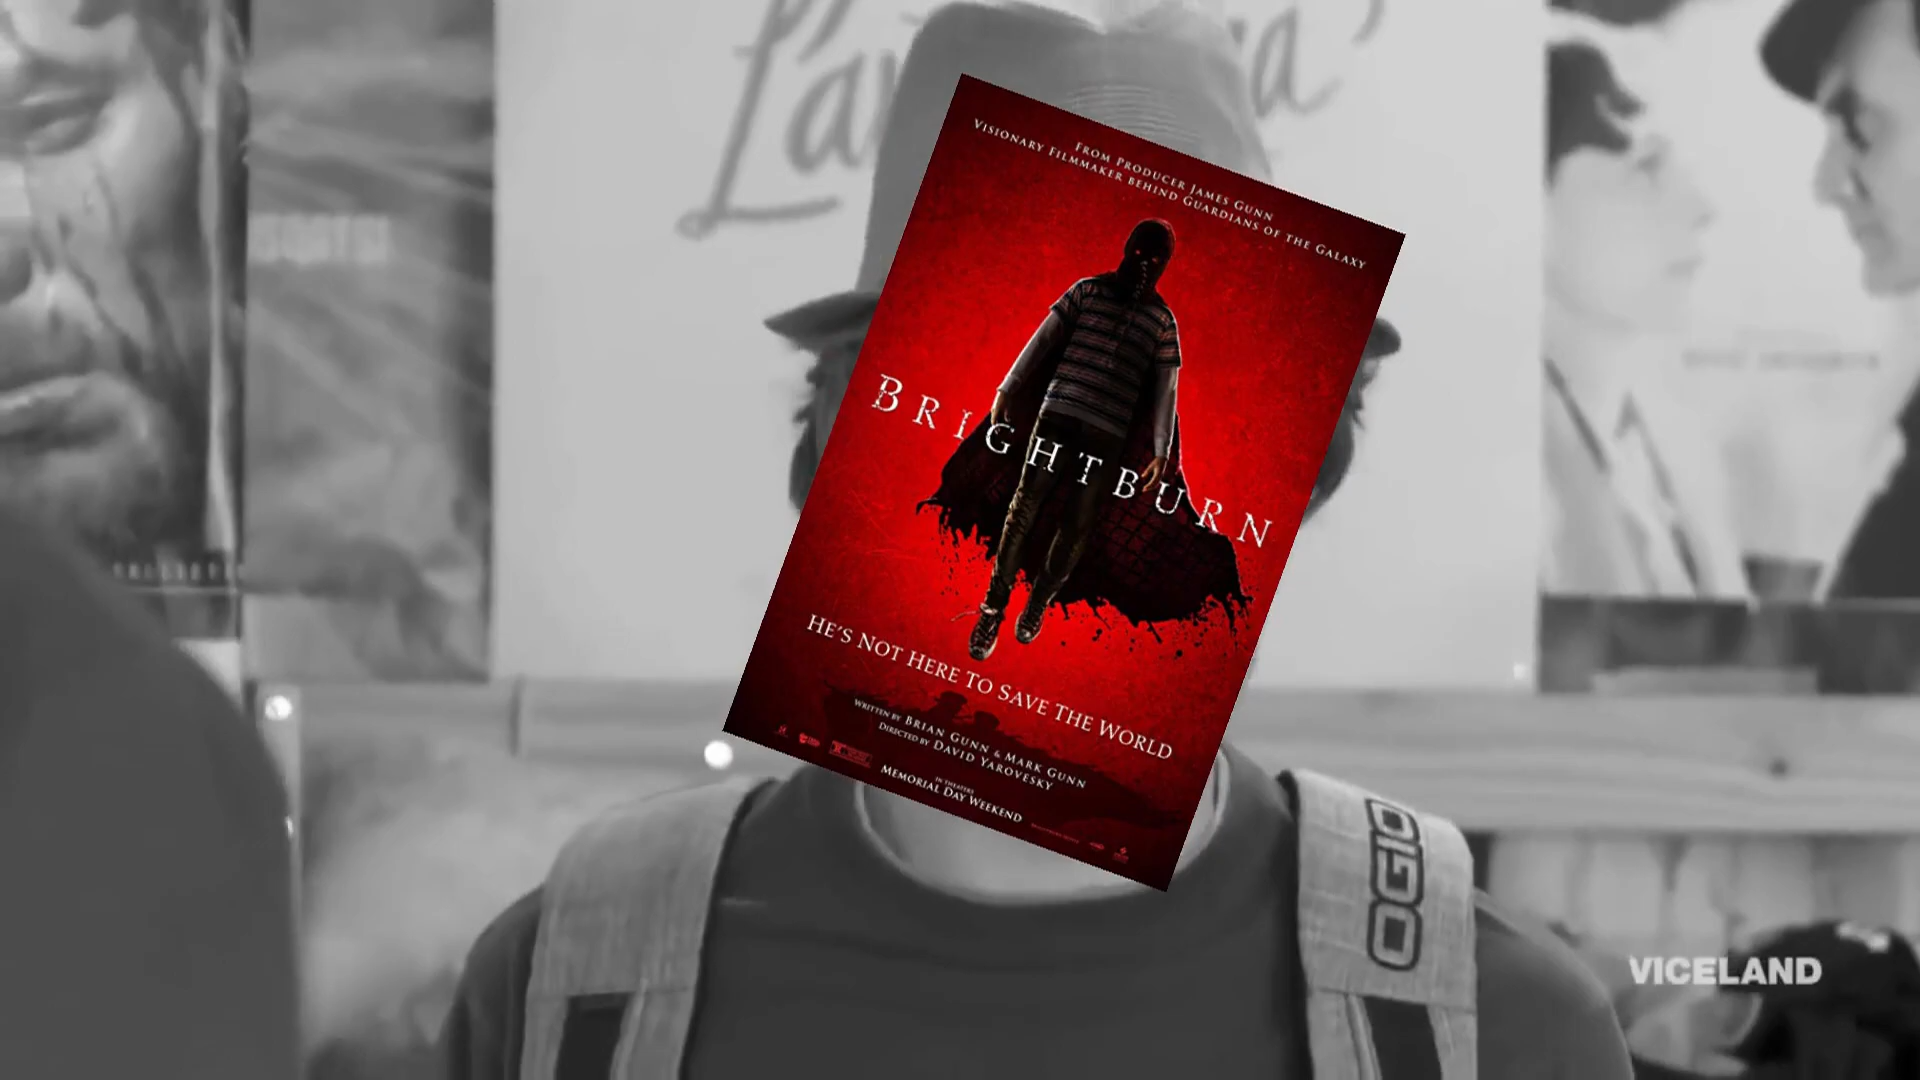 FROM PRODUCER JAMES GUNN
VISIONARY FILMMAKER BEHIND GUARDIANS OF THE GALAXY
BRIGHTBURN
HE'S NOT HERE TO SAVE THE WORLD
WRITTEN BY BRIAN GUNN & MARK GUNN
DIRECTED BY DAVID YAROVESKY
IN THEATERS
MEMORIAL DAY WEEKEND
OGIO
VICELAND